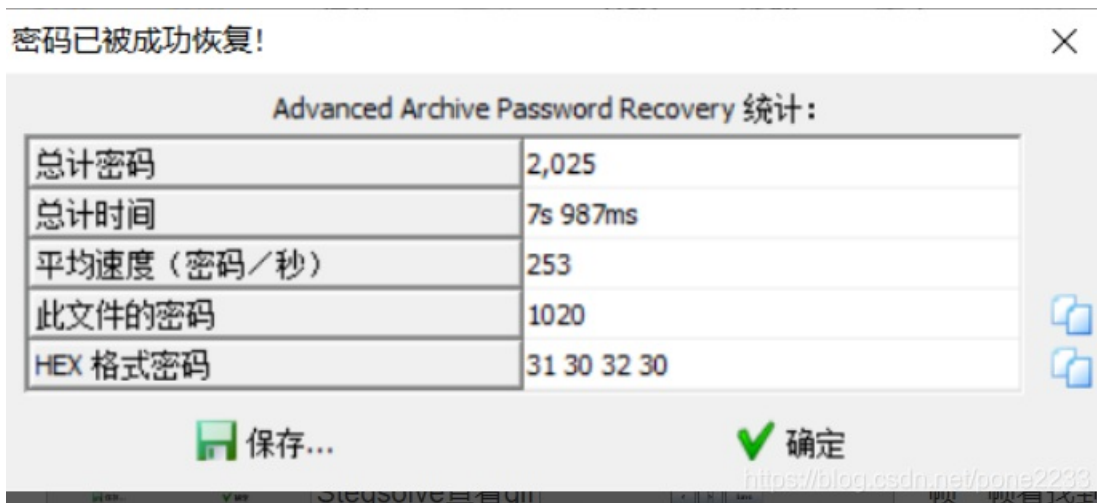 密码已被成功恢复!
Advanced Archive Password Recovery 统计:
总计密码 2,025
总计时间 7s 987ms
平均速度（密码／秒） 253
此文件的密码 1020
HEX 格式密码 31 30 32 30
保存... 确定
https://blog.csdn.net/pone2233